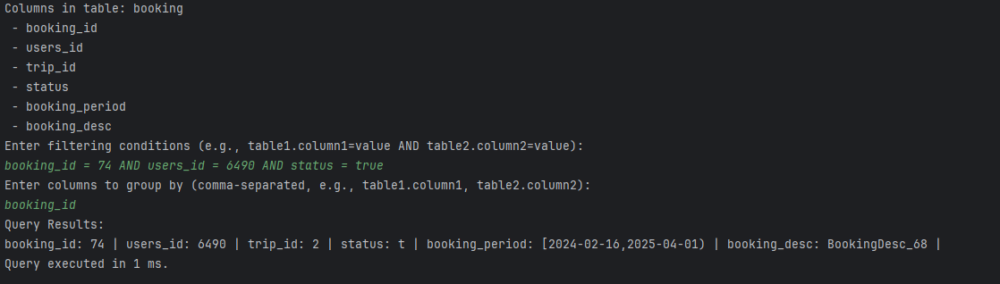 Columns in table: booking
 - booking_id
 - users_id
 - trip_id
 - status
 - booking_period
 - booking_desc
Enter filtering conditions (e.g., table1.column1=value AND table2.column2=value):
booking_id = 74 AND users_id = 6490 AND status = true
Enter columns to group by (comma-separated, e.g., table1.column1, table2.column2):
booking_id
Query Results:
booking_id: 74 | users_id: 6490 | trip_id: 2 | status: t | booking_period: [2024-02-16,2025-04-01) | booking_desc: BookingDesc_68 |
Query executed in 1 ms.